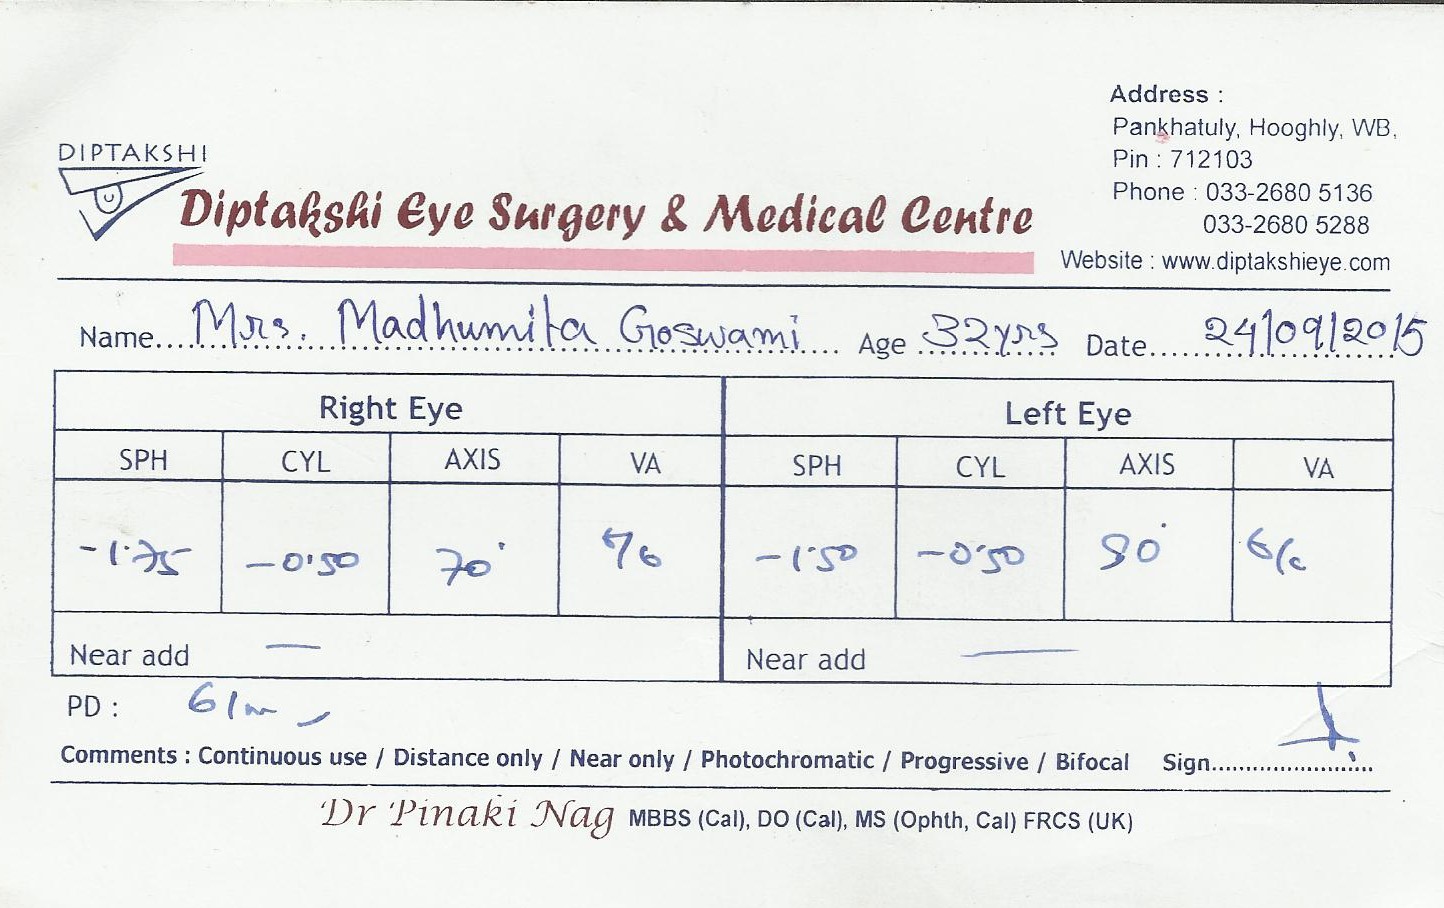 Address :
Pankhatuly, Hooghly, WB,
Pin : 712103
Phone : 033-2680 5136
033-2680 5288
Website : www.diptakshieye.com
DIPTAKSHI
Diptakshi Eye Surgery & Medical Centre
Name....Mrs. Madhumita Goswami.... Age 32yrs Date.....24/09/2015
Right Eye Left Eye
SPH CYL AXIS VA SPH CYL AXIS VA
-1.75 -0.50 70° 6/6 -1.50 -0.50 6/6
Near add — Near add —
PD : 61mm
Comments : Continuous use / Distance only / Near only / Photochromatic / Progressive / Bifocal Sign........................
Dr Pinaki Nag MBBS (Cal), DO (Cal), MS (Ophth, Cal) FRCS (UK)